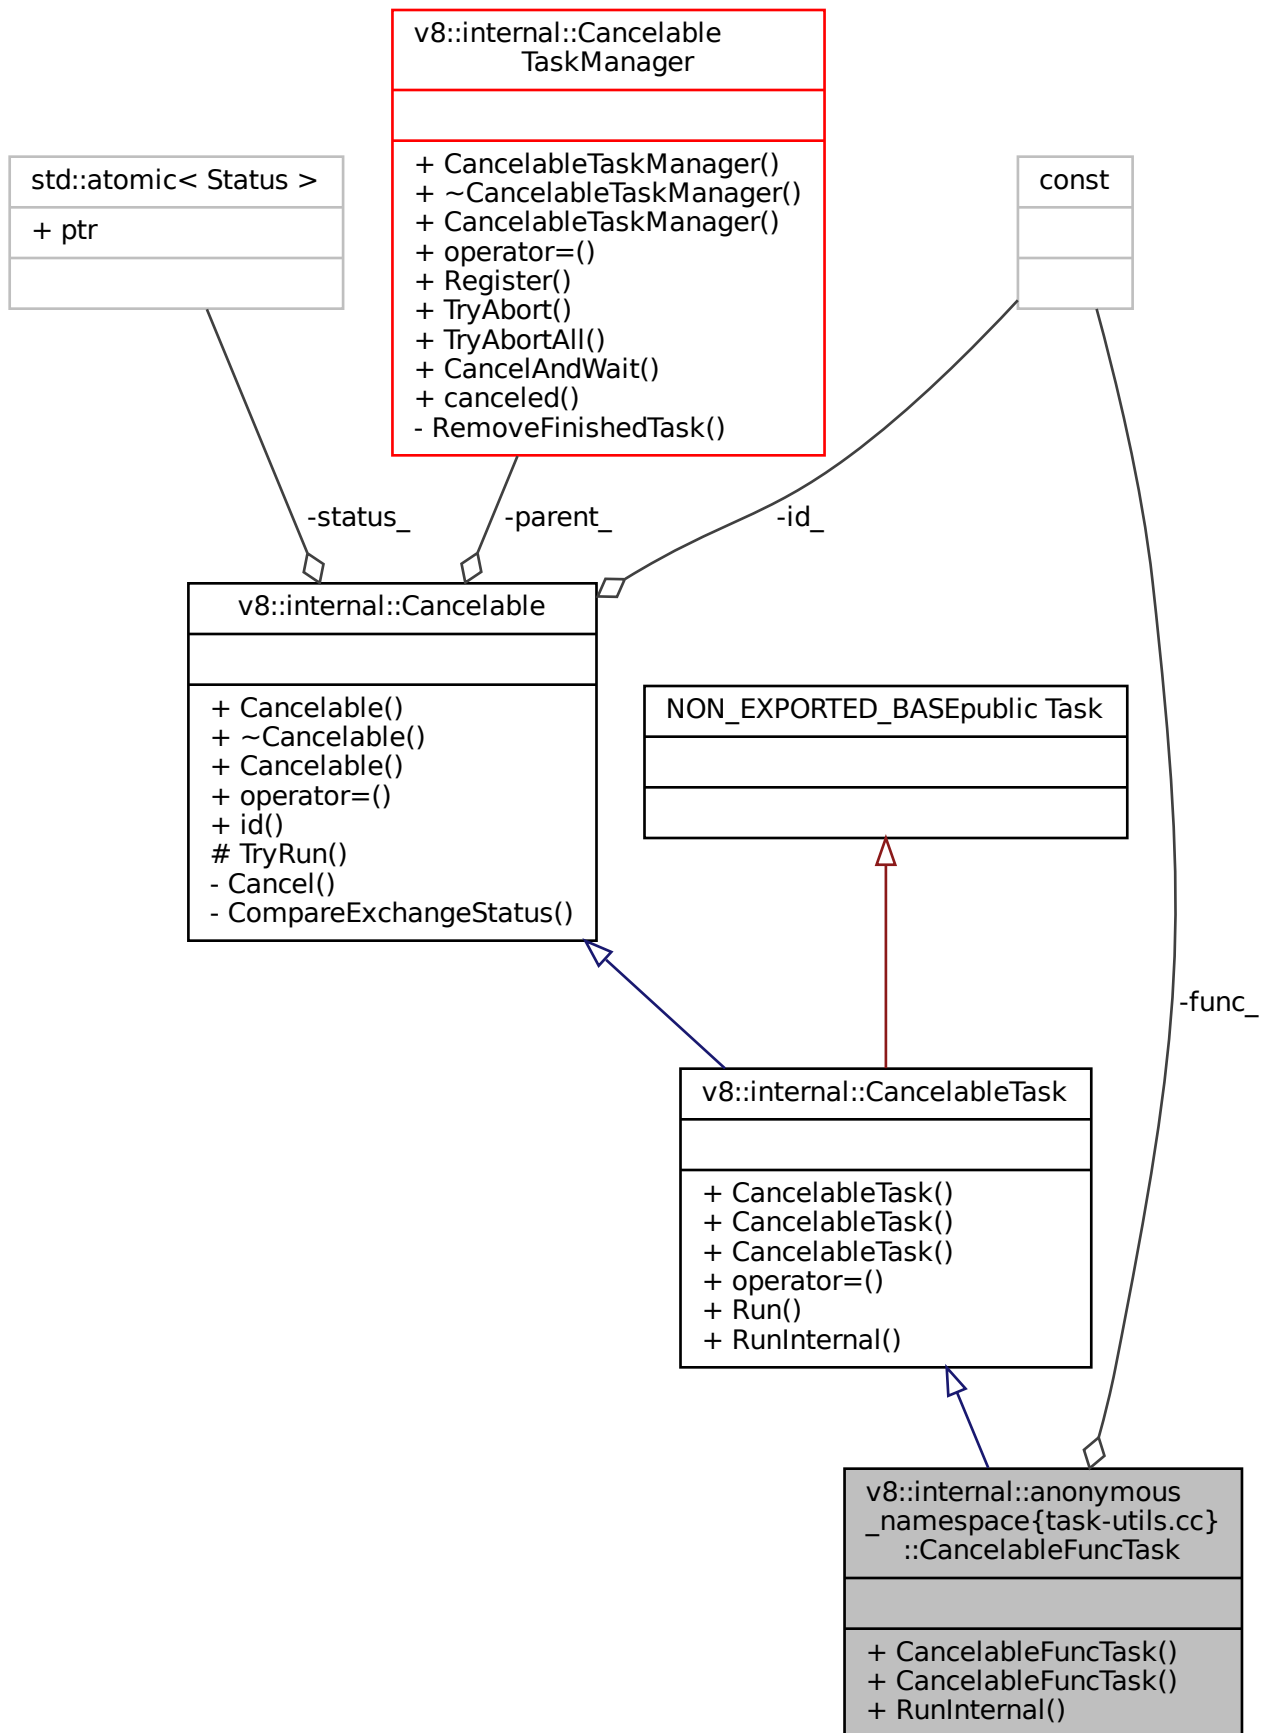 v8::internal::Cancelable
TaskManager
+ CancelableTaskManager()
+ ~CancelableTaskManager()
+ CancelableTaskManager()
+ operator=()
+ Register()
+ TryAbort()
+ TryAbortAll()
+ CancelAndWait()
+ canceled()
- RemoveFinishedTask()
std::atomic< Status >
+ ptr
const
-status_
-parent_
-id_
v8::internal::Cancelable
+ Cancelable()
+ ~Cancelable()
+ Cancelable()
+ operator=()
+ id()
# TryRun()
- Cancel()
- CompareExchangeStatus()
NON_EXPORTED_BASEpublic Task
-func_
v8::internal::CancelableTask
+ CancelableTask()
+ CancelableTask()
+ CancelableTask()
+ operator=()
+ Run()
+ RunInternal()
v8::internal::anonymous
_namespace{task-utils.cc}
::CancelableFuncTask
+ CancelableFuncTask()
+ CancelableFuncTask()
+ RunInternal()